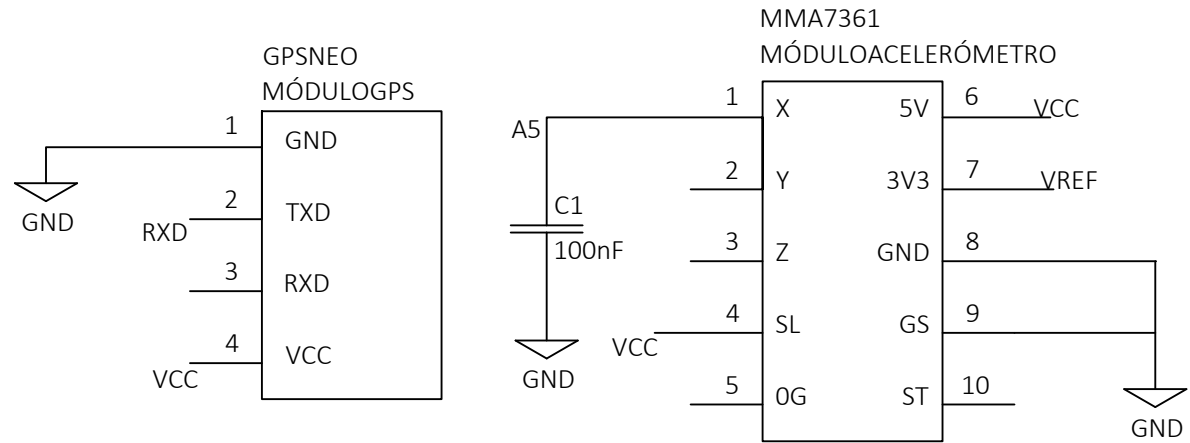 GPSNEO
MÓDULOGPS
1 GND
GND
2 TXD
RXD
3 RXD
4 VCC
VCC
MMA7361
MÓDULOACELERÓMETRO
A5
C1
100nF
GND
1 X 5V 6 VCC
2 Y 3V3 7 VREF
3 Z GND 8
4 SL GS 9
VCC
5 0G ST 10
GND